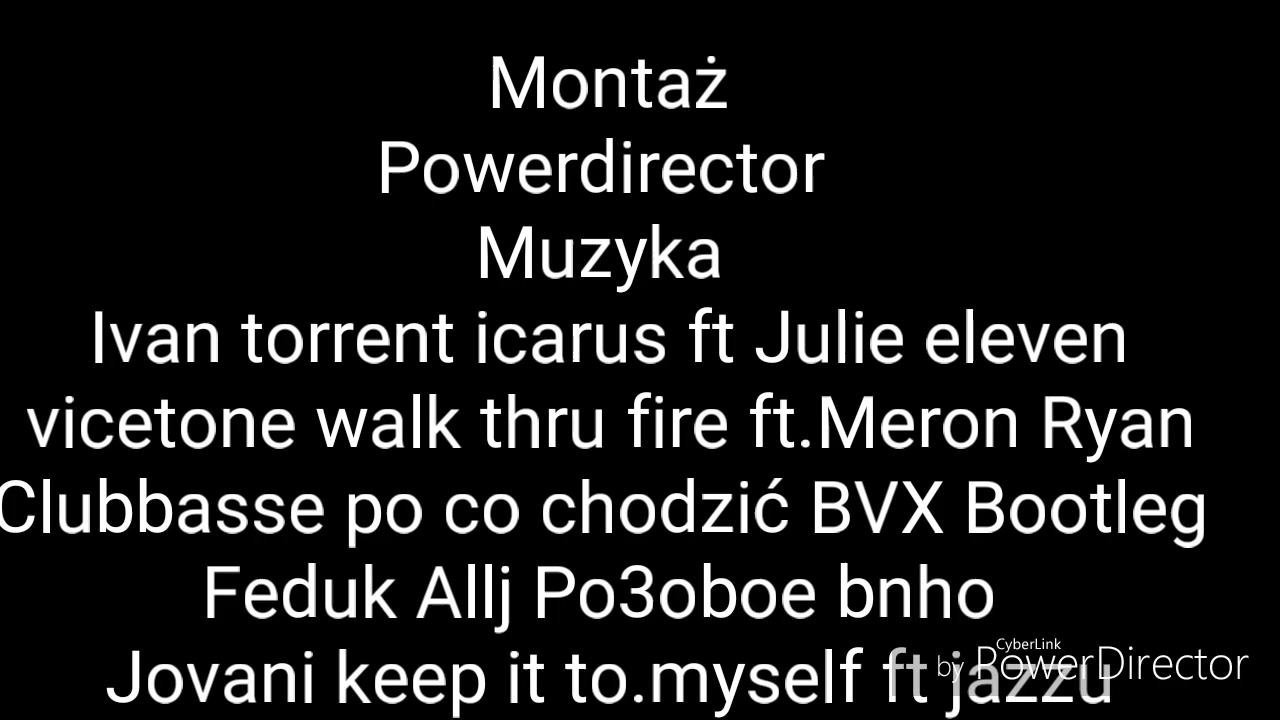 Montaż
Powerdirector
Muzyka
Ivan torrent icarus ft Julie eleven
vicetone walk thru fire ft.Meron Ryan
Clubbasse po co chodzić BVX Bootleg
Feduk Allj Po3oboe bnho
Jovani keep it to.myself ft jazzu
CyberLink
by PowerDirector